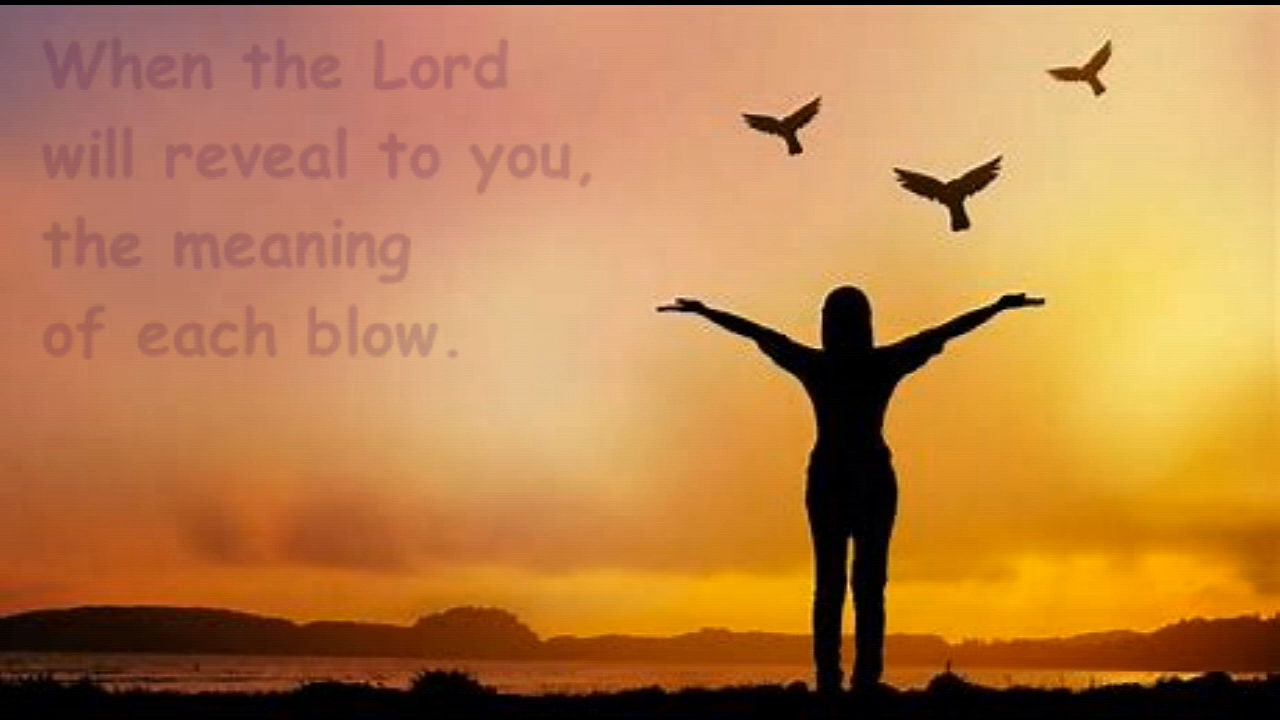 When the Lord
will reveal to you,
the meaning
of each blow.